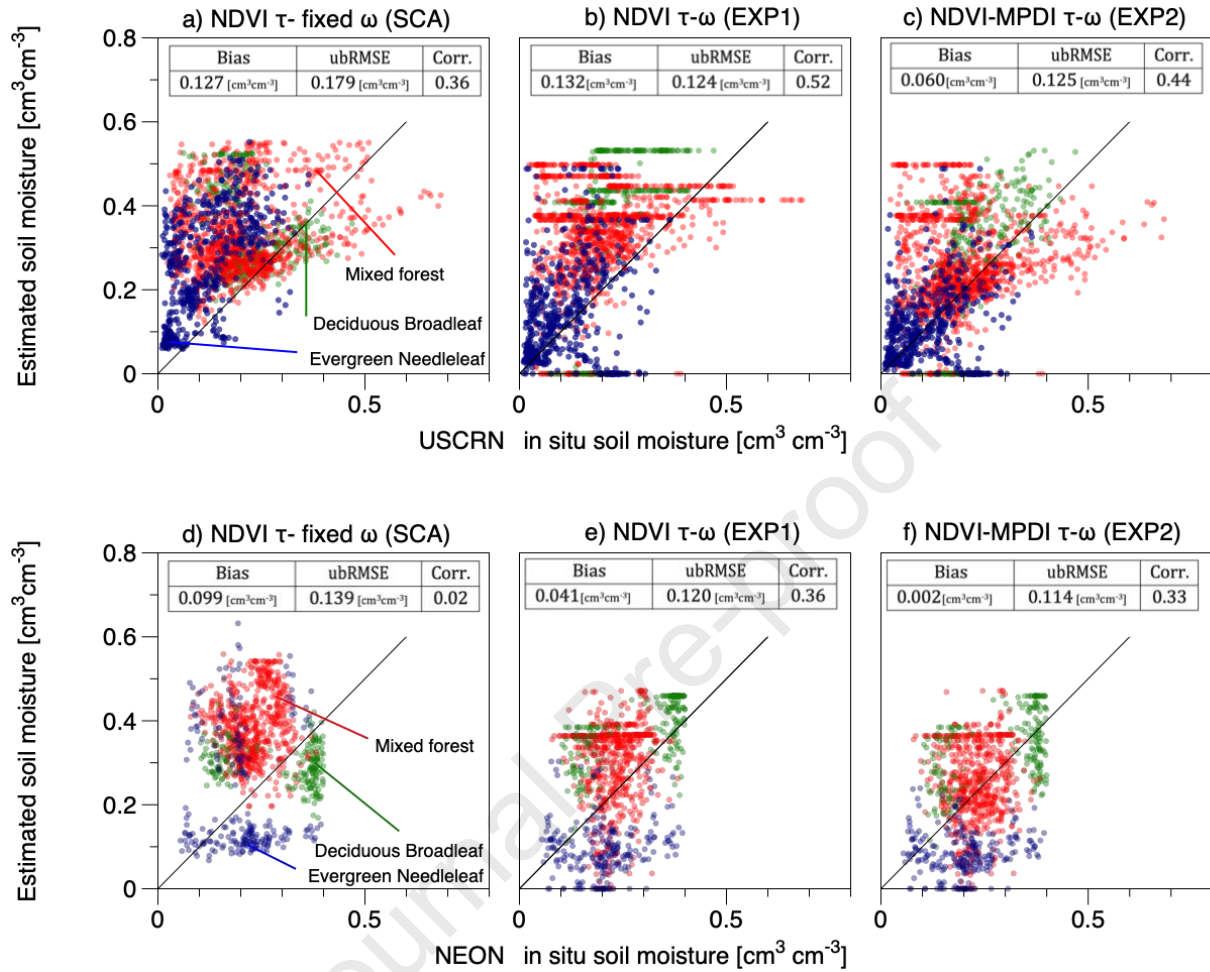 a) NDVI τ- fixed ω (SCA)
b) NDVI τ-ω (EXP1)
c) NDVI-MPDI τ-ω (EXP2)
Estimated soil moisture [cm³cm⁻³]
0.8
0.6
0.4
0.2
0
Bias ubRMSE Corr.
0.127 [cm³cm⁻³] 0.179 [cm³cm⁻³] 0.36
Bias ubRMSE Corr.
0.132[cm³cm⁻³] 0.124 [cm³cm⁻³] 0.52
Bias ubRMSE Corr.
0.060[cm³cm⁻³] 0.125 [cm³cm⁻³] 0.44
Mixed forest
Deciduous Broadleaf
Evergreen Needleleaf
0 0.5
0 0.5
0 0.5
USCRN in situ soil moisture [cm³ cm⁻³]
d) NDVI τ- fixed ω (SCA)
e) NDVI τ-ω (EXP1)
f) NDVI-MPDI τ-ω (EXP2)
Estimated soil moisture [cm³cm⁻³]
0.8
0.6
0.4
0.2
0
Bias ubRMSE Corr.
0.099 [cm³cm⁻³] 0.139 [cm³cm⁻³] 0.02
Bias ubRMSE Corr.
0.041[cm³cm⁻³] 0.120 [cm³cm⁻³] 0.36
Bias ubRMSE Corr.
0.002[cm³cm⁻³] 0.114 [cm³cm⁻³] 0.33
Mixed forest
Deciduous Broadleaf
Evergreen Needleleaf
0 0.5
0 0.5
0 0.5
NEON in situ soil moisture [cm³ cm⁻³]
ournal Pre-proof